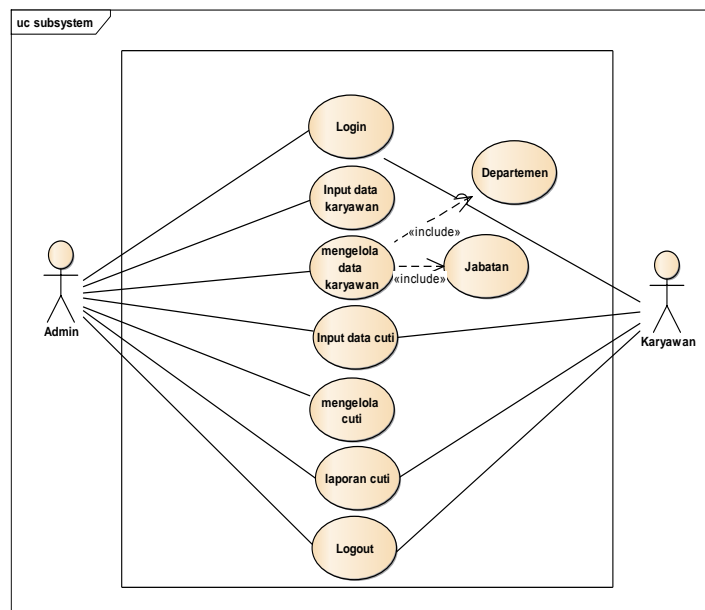 uc subsystem
Login
Departemen
Input data
karyawan
«include»
mengelola
data
karyawan
«include»
Jabatan
Admin
Karyawan
Input data cuti
mengelola
cuti
laporan cuti
Logout